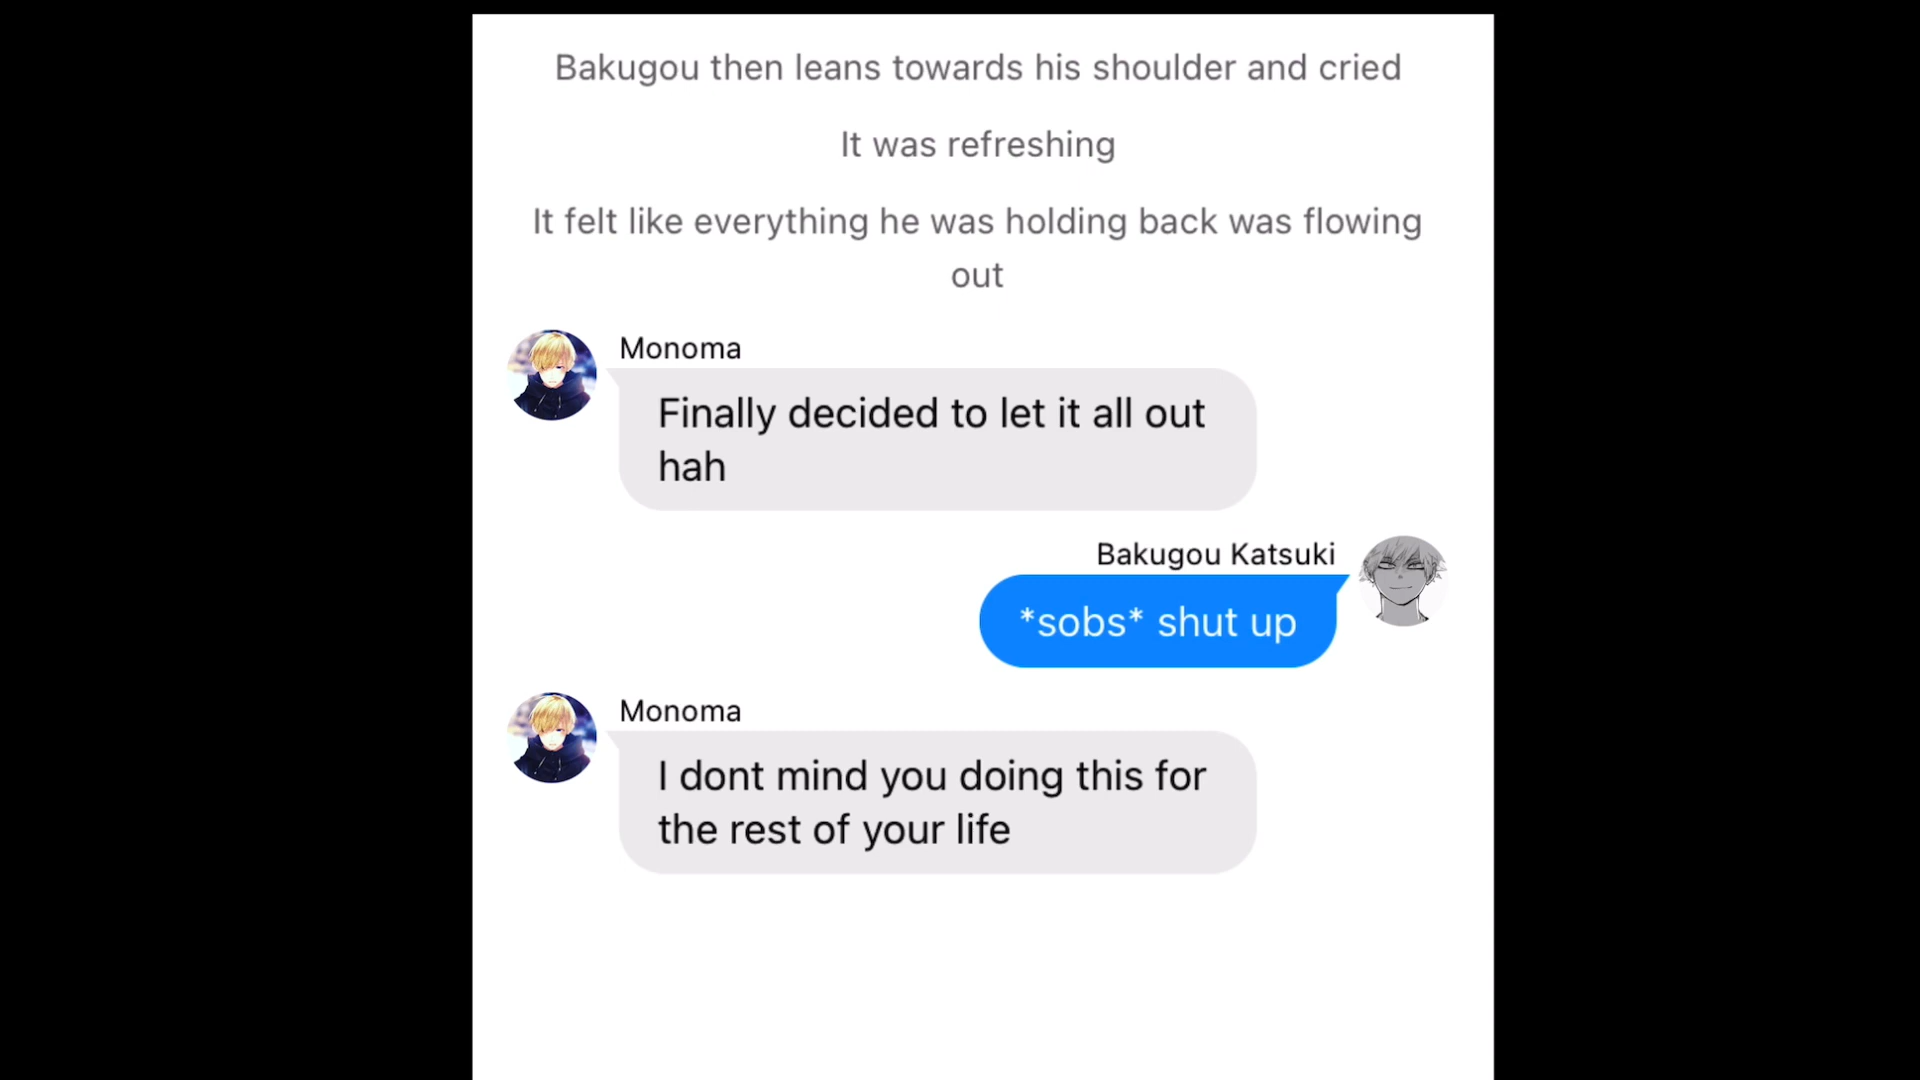 Bakugou then leans towards his shoulder and cried
It was refreshing
It felt like everything he was holding back was flowing
out
Monoma
Finally decided to let it all out
hah
Bakugou Katsuki
*sobs* shut up
Monoma
I dont mind you doing this for
the rest of your life